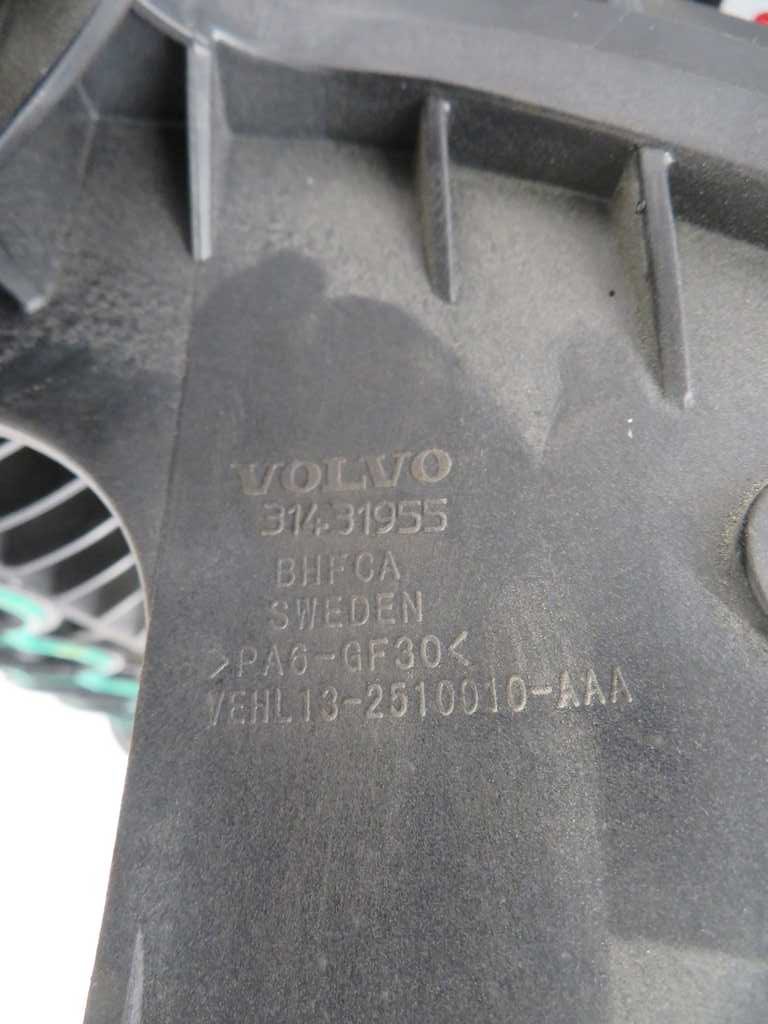 VOLVO
31431955
BHFCA
SWEDEN
>PA6-GF30<
VEHL13-2510010-AAA